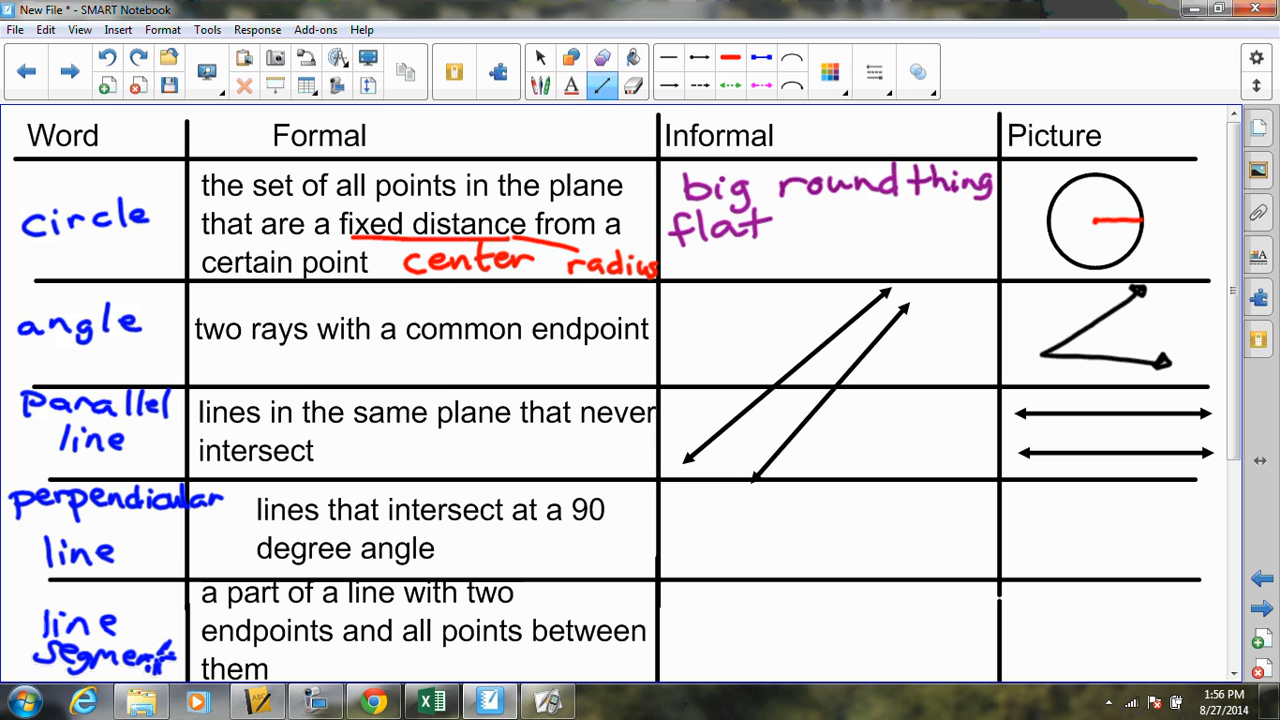 New File * - SMART Notebook
File Edit View Insert Format Tools Response Add-ons Help
Word Formal Informal Picture
circle
the set of all points in the plane
that are a fixed distance from a
certain point
center radius
big round thing
flat
angle
two rays with a common endpoint
parallel
line
lines in the same plane that never
intersect
perpendicular
line
lines that intersect at a 90
degree angle
line
segment
a part of a line with two
endpoints and all points between
them
1:56 PM
8/27/2014